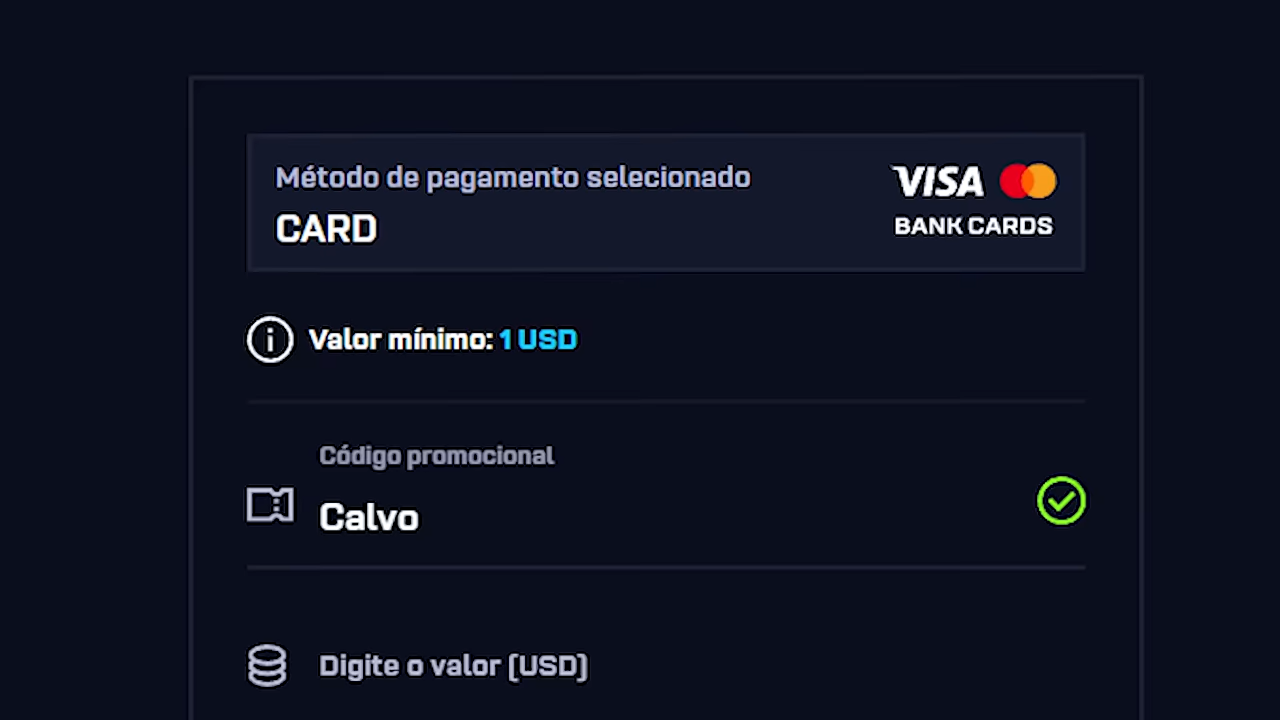 Método de pagamento selecionado
CARD
VISA
BANK CARDS
Valor mínimo: 1 USD
Código promocional
Calvo
Digite o valor (USD)